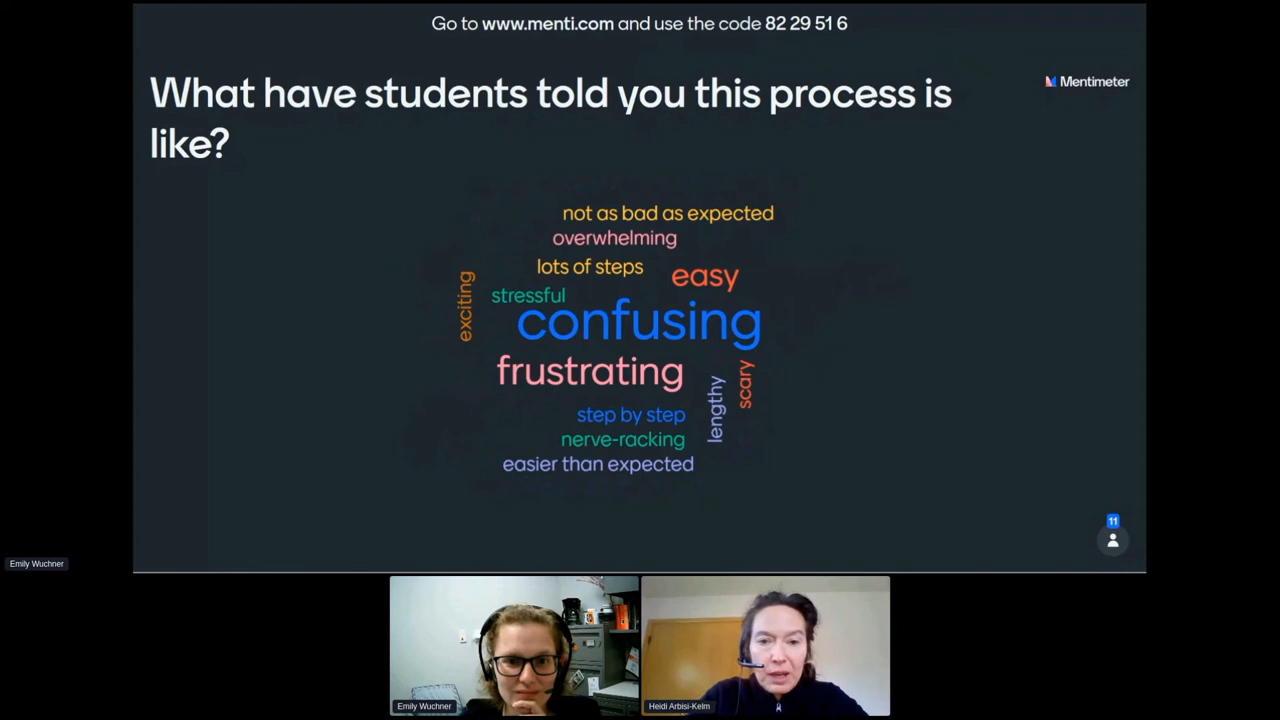 Go to www.menti.com and use the code 82 29 51 6
What have students told you this process is
like?
Mentimeter
not as bad as expected
overwhelming
lots of steps
easy
exciting
stressful
confusing
frustrating
scary
lengthy
step by step
nerve-racking
easier than expected
11
Emily Wuchner
Emily Wuchner
Heidi Arbisi-Kelm